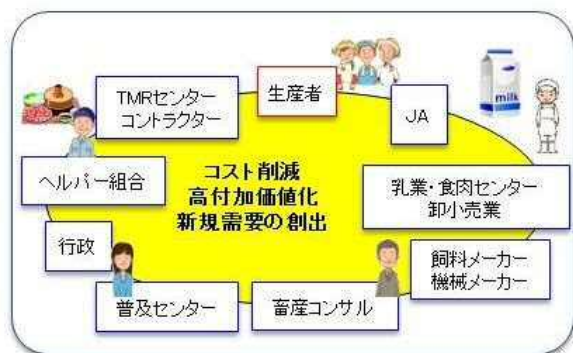 TMRセンター
コントラクター
生産者
JA
milk
ヘルパー組合
コスト削減
高付加価値化
新規需要の創出
乳業・食肉センター
卸小売業
行政
飼料メーカー
機械メーカー
普及センター
畜産コンサル